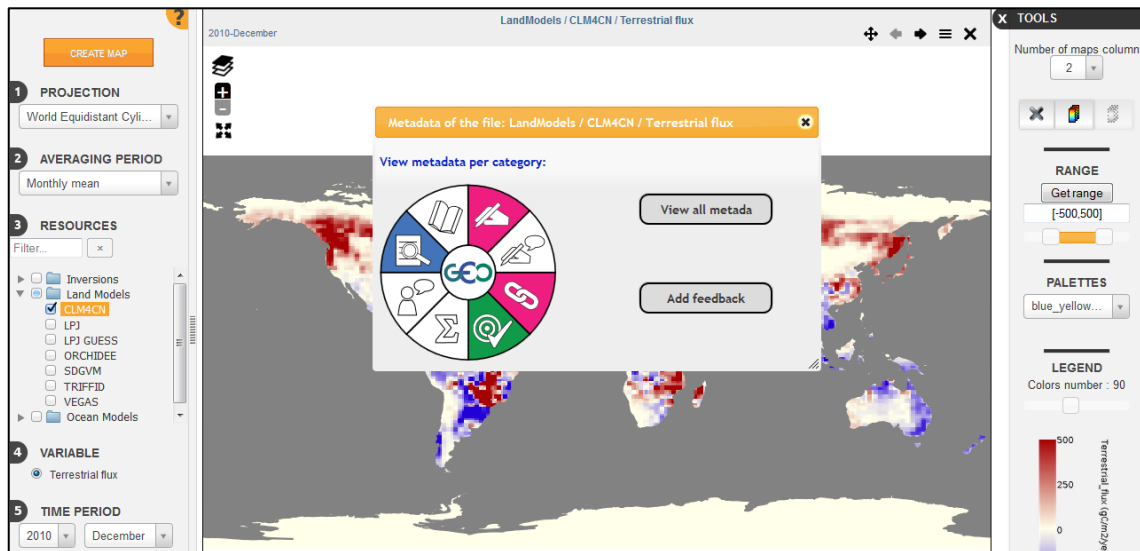 ?
CREATE MAP
1 PROJECTION
World Equidistant Cyli...
2 AVERAGING PERIOD
Monthly mean
3 RESOURCES
Filter...
×
Inversions
Land Models
CLM4CN
LPJ
LPJ GUESS
ORCHIDEE
SDGVM
TRIFFID
VEGAS
Ocean Models
4 VARIABLE
Terrestrial flux
5 TIME PERIOD
2010 December
LandModels / CLM4CN / Terrestrial flux
2010-December
Metadata of the file: LandModels / CLM4CN / Terrestrial flux
View metadata per category:
GEO
View all metada
Add feedback
X TOOLS
Number of maps column
2
RANGE
Get range
[-500,500]
PALETTES
blue_yellow...
LEGEND
Colors number : 90
500
250
0
Terrestrial_flux (gC/m2/ye